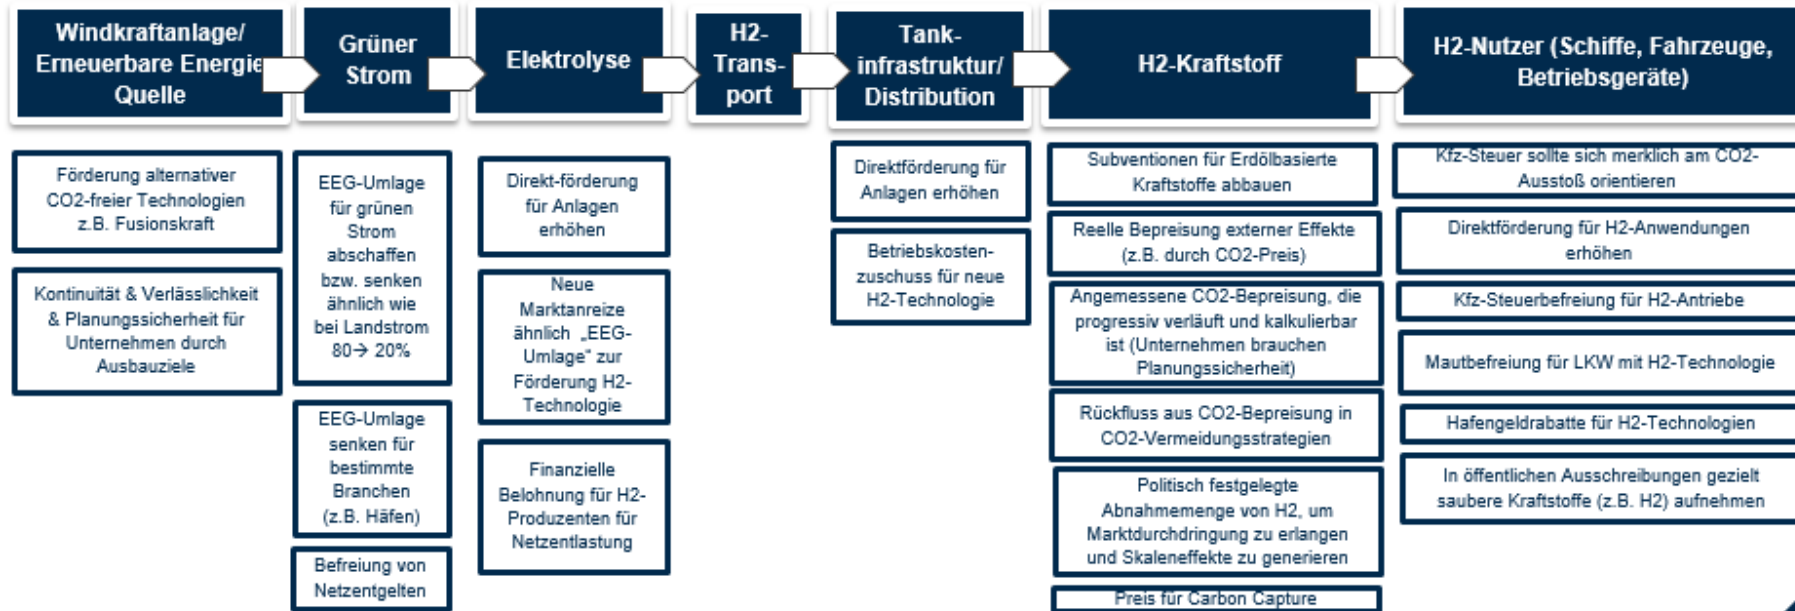 Windkraftanlage/
Erneuerbare Energie
Quelle
Grüner
Strom
Elektrolyse
H2-
Trans-
port
Tank-
infrastruktur/
Distribution
H2-Kraftstoff
H2-Nutzer (Schiffe, Fahrzeuge,
Betriebsgeräte)
Förderung alternativer
CO2-freier Technologien
z.B. Fusionskraft
Kontinuität & Verlässlichkeit
& Planungssicherheit für
Unternehmen durch
Ausbauziele
EEG-Umlage
für grünen
Strom
abschaffen
bzw. senken
ähnlich wie
bei Landstrom
80→ 20%
EEG-Umlage
senken für
bestimmte
Branchen
(z.B. Häfen)
Befreiung von
Netzentgelten
Direkt-förderung
für Anlagen
erhöhen
Neue
Marktanreize
ähnlich „EEG-
Umlage“ zur
Förderung H2-
Technologie
Finanzielle
Belohnung für H2-
Produzenten für
Netzentlastung
Direktförderung für
Anlagen erhöhen
Betriebskosten-
zuschuss für neue
H2-Technologie
Subventionen für Erdölbasierte
Kraftstoffe abbauen
Reelle Bepreisung externer Effekte
(z.B. durch CO2-Preis)
Angemessene CO2-Bepreisung, die
progressiv verläuft und kalkulierbar
ist (Unternehmen brauchen
Planungssicherheit)
Rückfluss aus CO2-Bepreisung in
CO2-Vermeidungsstrategien
Politisch festgelegte
Abnahmemenge von H2, um
Marktdurchdringung zu erlangen
und Skaleneffekte zu generieren
Preis für Carbon Capture
Kfz-Steuer sollte sich merklich am CO2-
Ausstoß orientieren
Direktförderung für H2-Anwendungen
erhöhen
Kfz-Steuerbefreiung für H2-Antriebe
Mautbefreiung für LKW mit H2-Technologie
Hafengeldrabatte für H2-Technologien
In öffentlichen Ausschreibungen gezielt
saubere Kraftstoffe (z.B. H2) aufnehmen